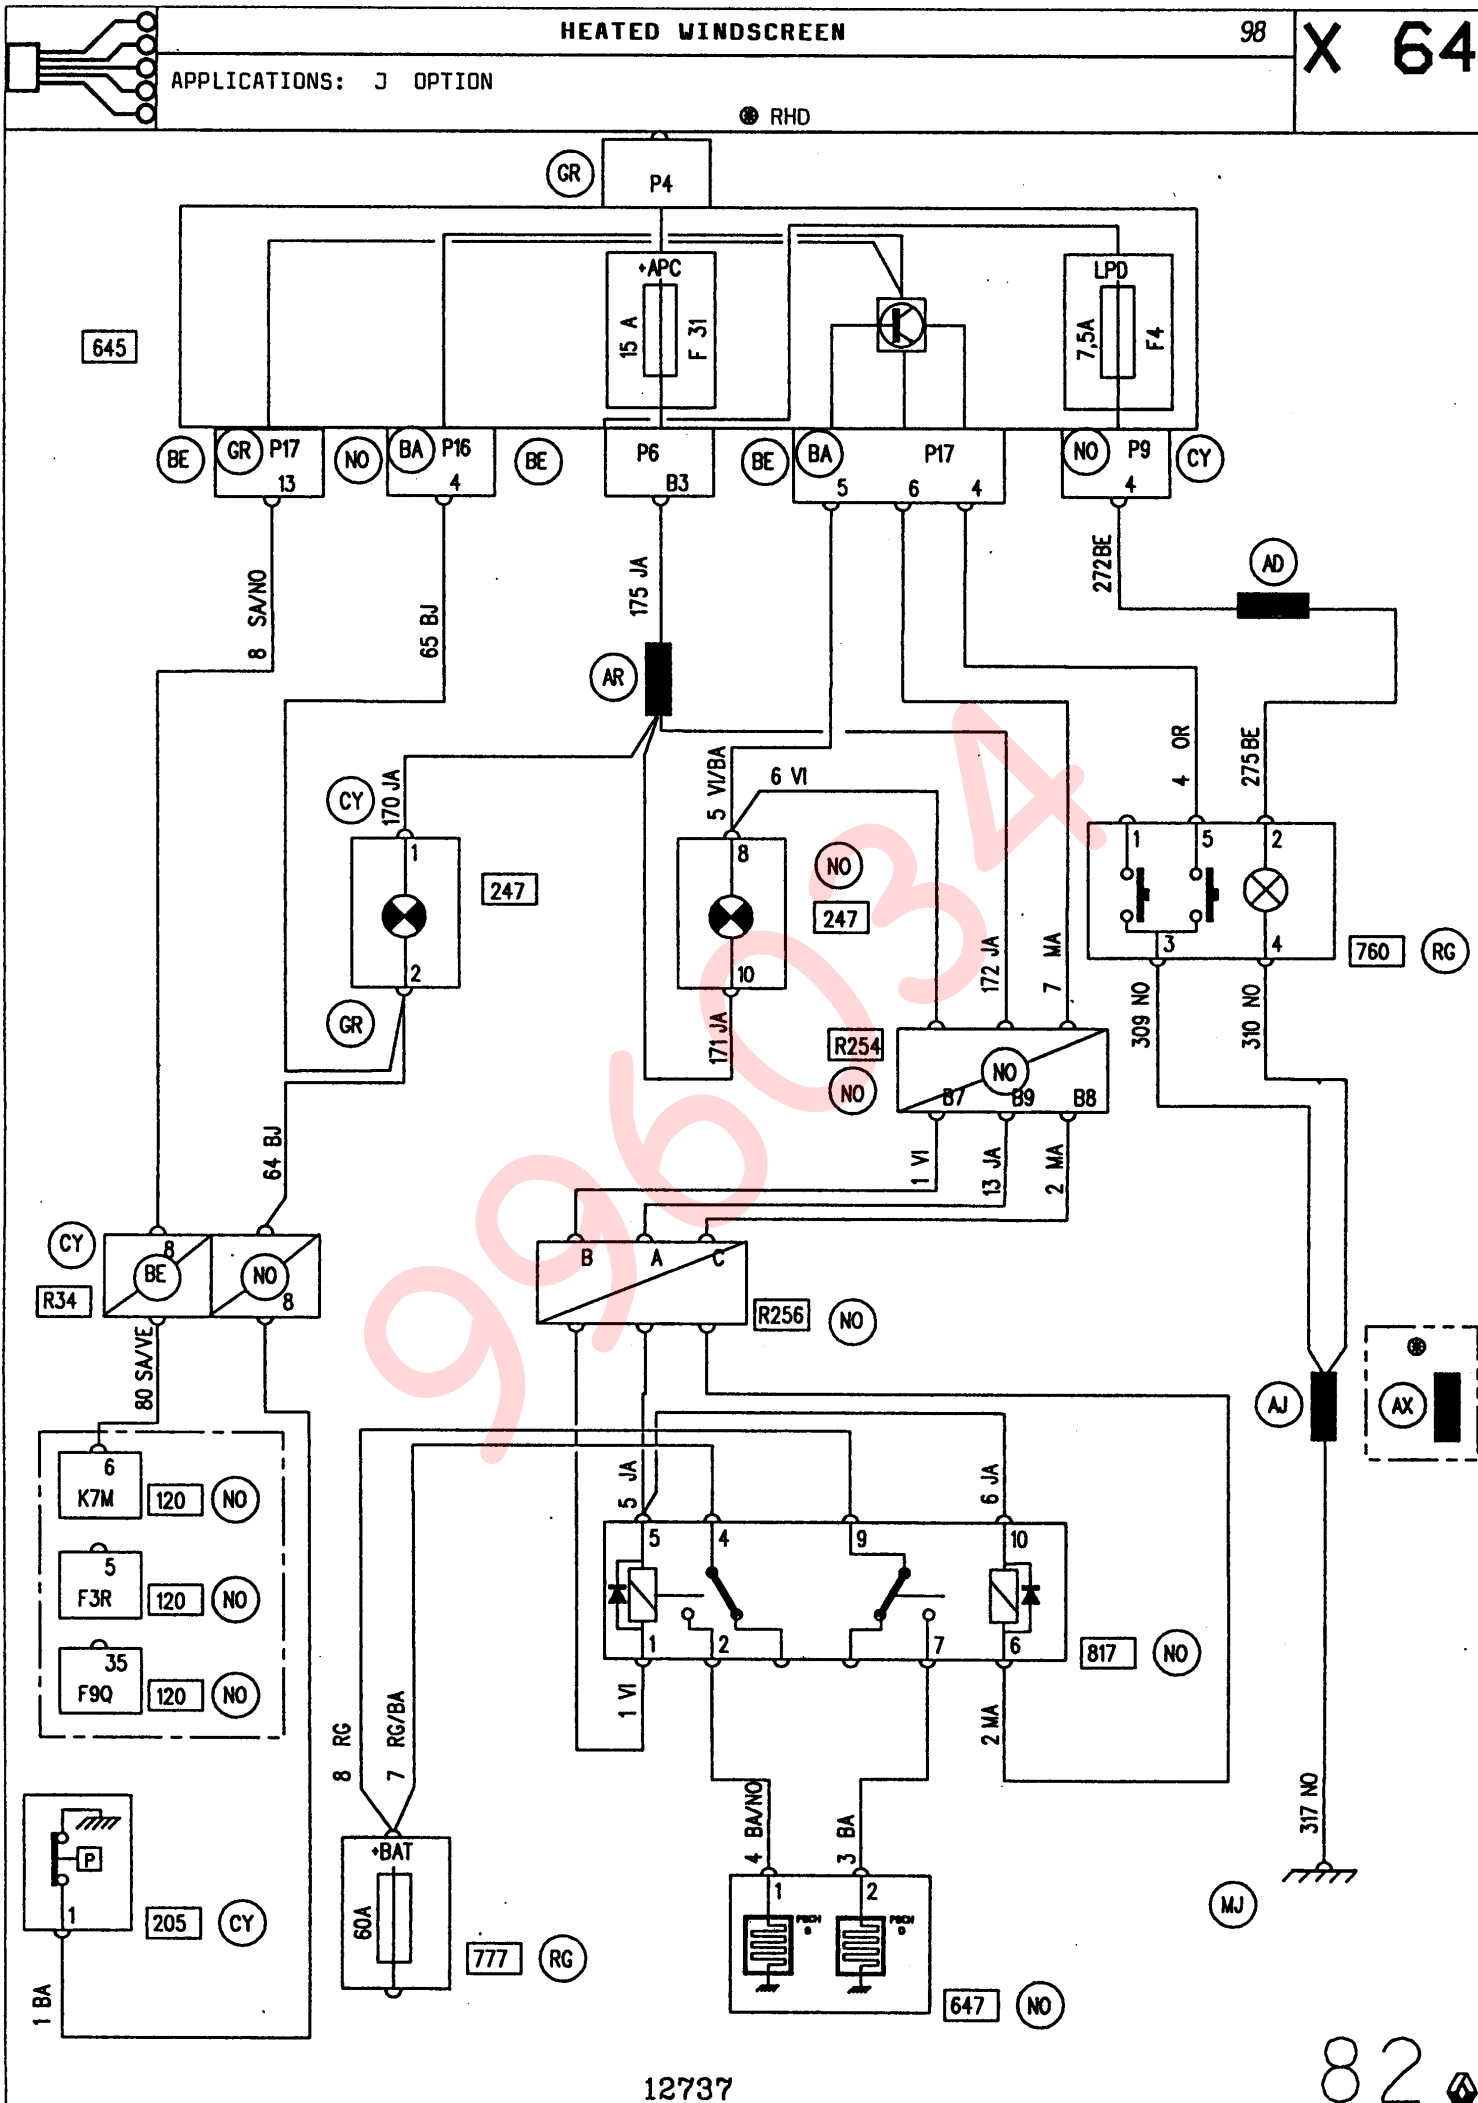 HEATED WINDSCREEN
98
X 64
APPLICATIONS: J OPTION
RHD
GR
P4
+APC
15 A
F 31
LPD
7,5A
F4
645
BE
GR
P17
13
NO
BA
P16
4
BE
P6
B3
BE
BA
P17
5
6
4
NO
P9
4
CY
8 SA/NO
65 BJ
175 JA
272BE
AD
AR
CY
170 JA
5 VI/BA
6 VI
4 OR
275 BE
1
2
247
GR
8
10
NO
247
171 JA
172 JA
7 MA
1
5
2
3
4
760
RG
309 NO
310 NO
R254
NO
NO
B7
B9
B8
64 BJ
1 VI
13 JA
2 MA
CY
R34
8
BE
NO
8
B
A
C
R256
NO
80 SA/VE
AJ
AX
6
K7M
120
NO
5
F3R
120
NO
35
F9Q
120
NO
5 JA
6 JA
5
4
9
10
1
2
7
6
817
NO
8 RG
7 RG/BA
1 VI
2 MA
4 BA/NO
3 BA
317 NO
P
1
205
CY
1 BA
+BAT
60A
777
RG
1
2
647
NO
MJ
996034
12737
82